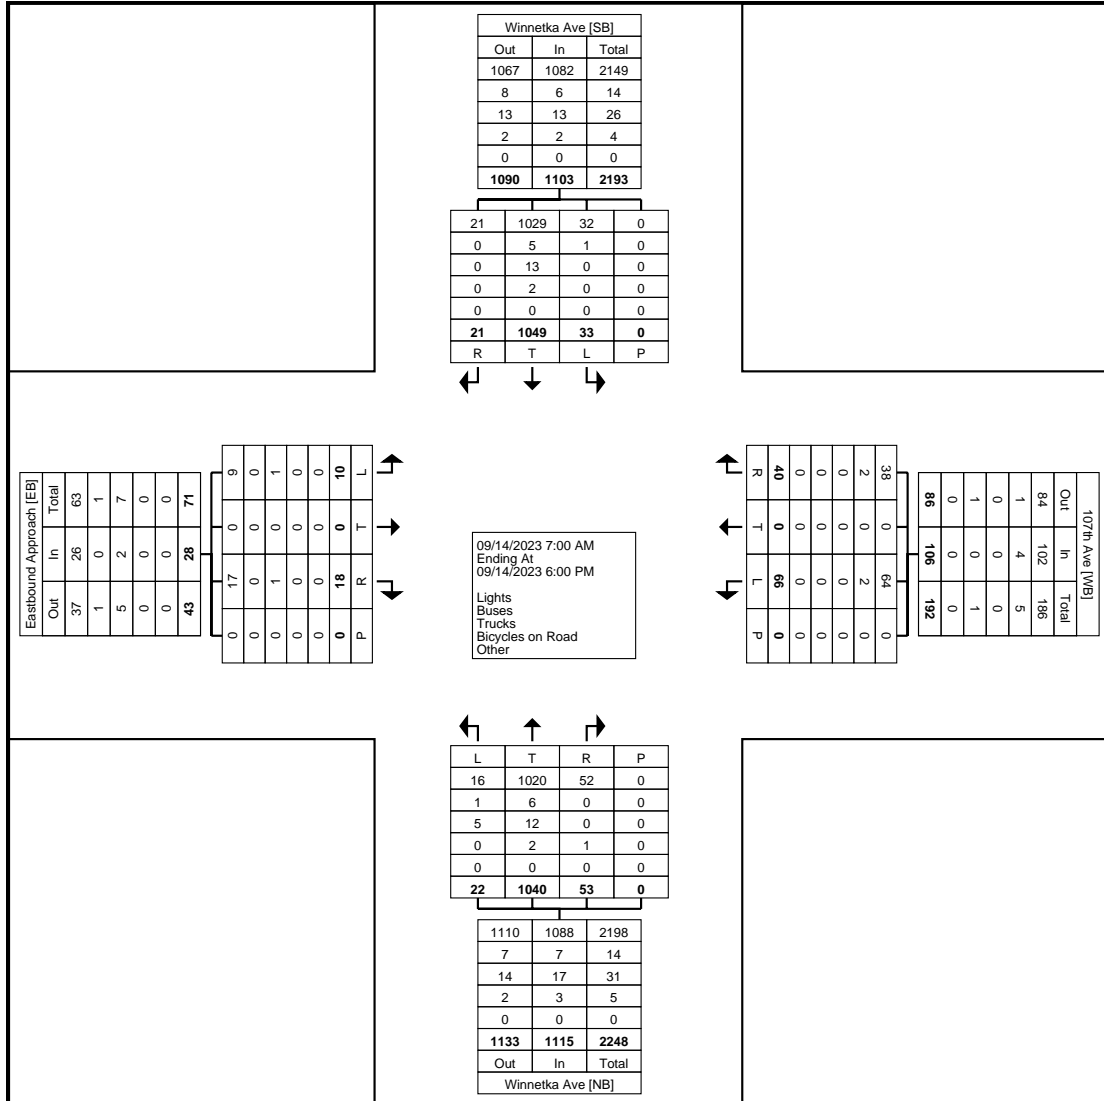 Winnetka Ave [SB]
Out In Total
1067 1082 2149
8 6 14
13 13 26
2 2 4
0 0 0
1090 1103 2193
21 1029 32 0
0 5 1 0
0 13 0 0
0 2 0 0
0 0 0 0
21 1049 33 0
R T L P
Eastbound Approach [EB]
Out In Total
37 26 63
1 0 1
5 2 7
0 0 0
0 0 0
43 28 71
9 0 17 0
0 0 0 0
1 0 1 0
0 0 0 0
0 0 0 0
10 0 18 0
L T R P
09/14/2023 7:00 AM
Ending At
09/14/2023 6:00 PM
Lights
Buses
Trucks
Bicycles on Road
Other
107th Ave [WB]
Out In Total
84 102 186
1 4 5
0 0 0
1 0 1
0 0 0
86 106 192
38 0 64 0
2 0 2 0
0 0 0 0
0 0 0 0
0 0 0 0
40 0 66 0
R T L P
L T R P
16 1020 52 0
1 6 0 0
5 12 0 0
0 2 1 0
0 0 0 0
22 1040 53 0
1110 1088 2198
7 7 14
14 17 31
2 3 5
0 0 0
1133 1115 2248
Out In Total
Winnetka Ave [NB]